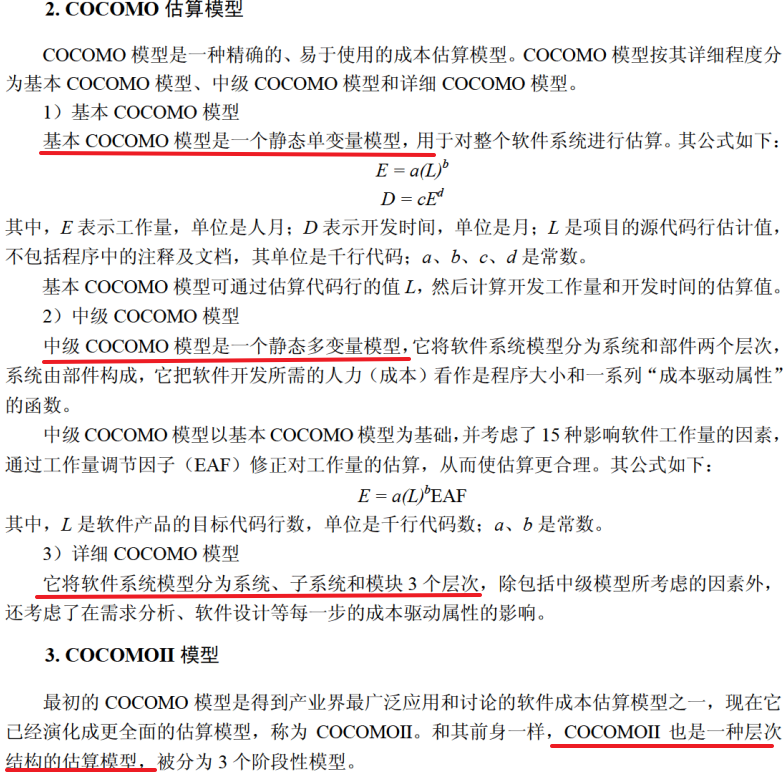 2. COCOMO 估算模型
COCOMO 模型是一种精确的、易于使用的成本估算模型。COCOMO 模型按其详细程度分
为基本 COCOMO 模型、中级 COCOMO 模型和详细 COCOMO 模型。
1）基本 COCOMO 模型
基本 COCOMO 模型是一个静态单变量模型，用于对整个软件系统进行估算。其公式如下：
E = a(L)^b
D = cE^d
其中，E 表示工作量，单位是人月；D 表示开发时间，单位是月；L 是项目的源代码行估计值，
不包括程序中的注释及文档，其单位是千行代码；a、b、c、d 是常数。
基本 COCOMO 模型可通过估算代码行的值 L，然后计算开发工作量和开发时间的估算值。
2）中级 COCOMO 模型
中级 COCOMO 模型是一个静态多变量模型，它将软件系统模型分为系统和部件两个层次，
系统由部件构成，它把软件开发所需的人力（成本）看作是程序大小和一系列“成本驱动属性”
的函数。
中级 COCOMO 模型以基本 COCOMO 模型为基础，并考虑了 15 种影响软件工作量的因素，
通过工作量调节因子（EAF）修正对工作量的估算，从而使估算更合理。其公式如下：
E = a(L)^bEAF
其中，L 是软件产品的目标代码行数，单位是千行代码数；a、b 是常数。
3）详细 COCOMO 模型
它将软件系统模型分为系统、子系统和模块 3 个层次，除包括中级模型所考虑的因素外，
还考虑了在需求分析、软件设计等每一步的成本驱动属性的影响。
3. COCOMOII 模型
最初的 COCOMO 模型是得到产业界最广泛应用和讨论的软件成本估算模型之一，现在它
已经演化成更全面的估算模型，称为 COCOMOII。和其前身一样，COCOMOII 也是一种层次
结构的估算模型，被分为 3 个阶段性模型。